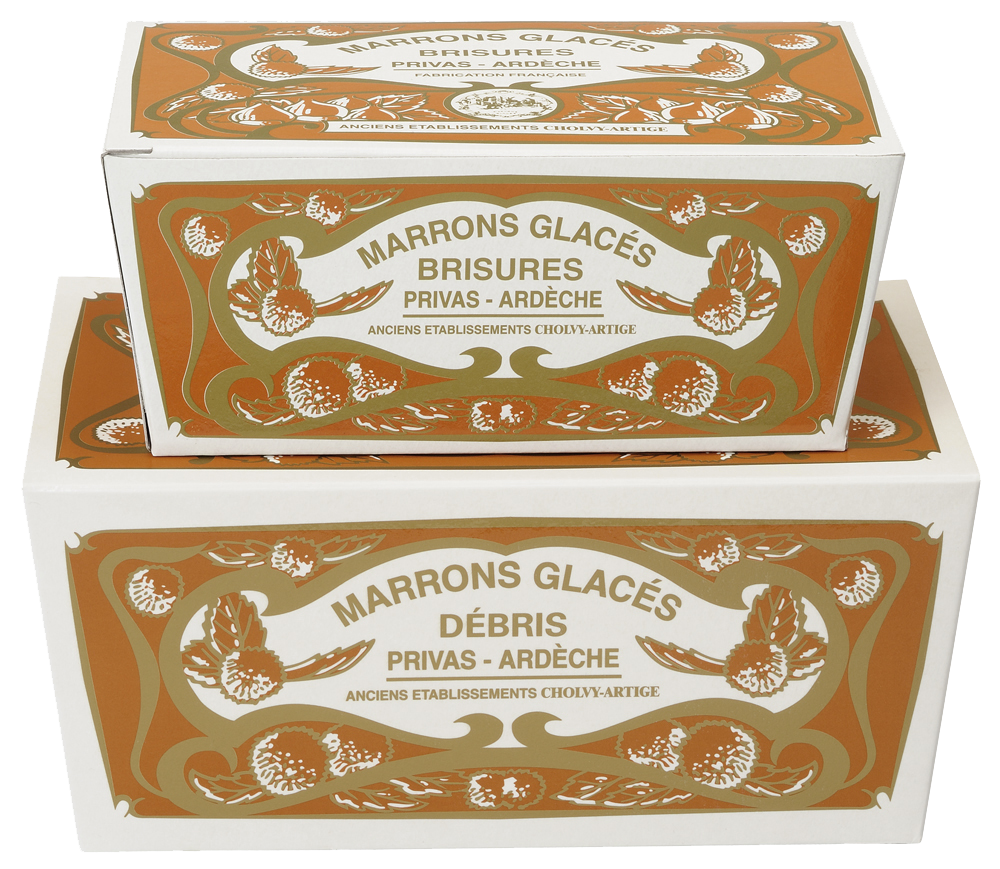 MARRONS GLACÉS
BRISURES
PRIVAS - ARDÈCHE
FABRICATION FRANÇAISE
ANCIENS ETABLISSEMENTS CHOLVY-ARTIGE
MARRONS GLACÉS
BRISURES
PRIVAS - ARDÈCHE
ANCIENS ETABLISSEMENTS CHOLVY-ARTIGE
MARRONS GLACÉS
DÉBRIS
PRIVAS - ARDÈCHE
ANCIENS ETABLISSEMENTS CHOLVY-ARTIGE